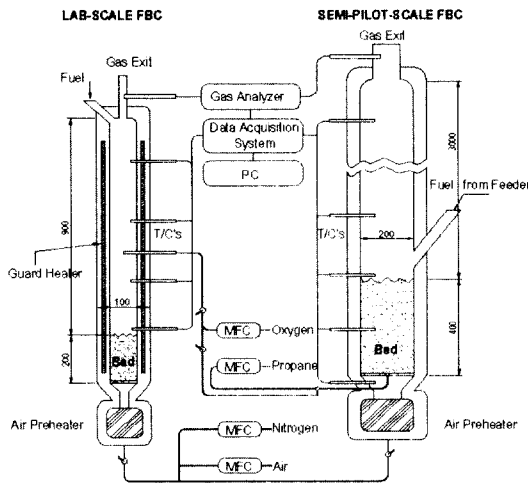 LAB-SCALE FBC
SEMI-PILOT-SCALE FBC
Gas Exit
Gas Exit
Fuel
Gas Analyzer
Data Acquisition
System
PC
3000
Fuel from Feeder
900
T/C's
T/C's
200
Guard Heater
100
MFC
Oxygen
400
200
Bed
Bed
MFC
Propane
Air Preheater
MFC
Nitrogen
Air Preheater
MFC
Air